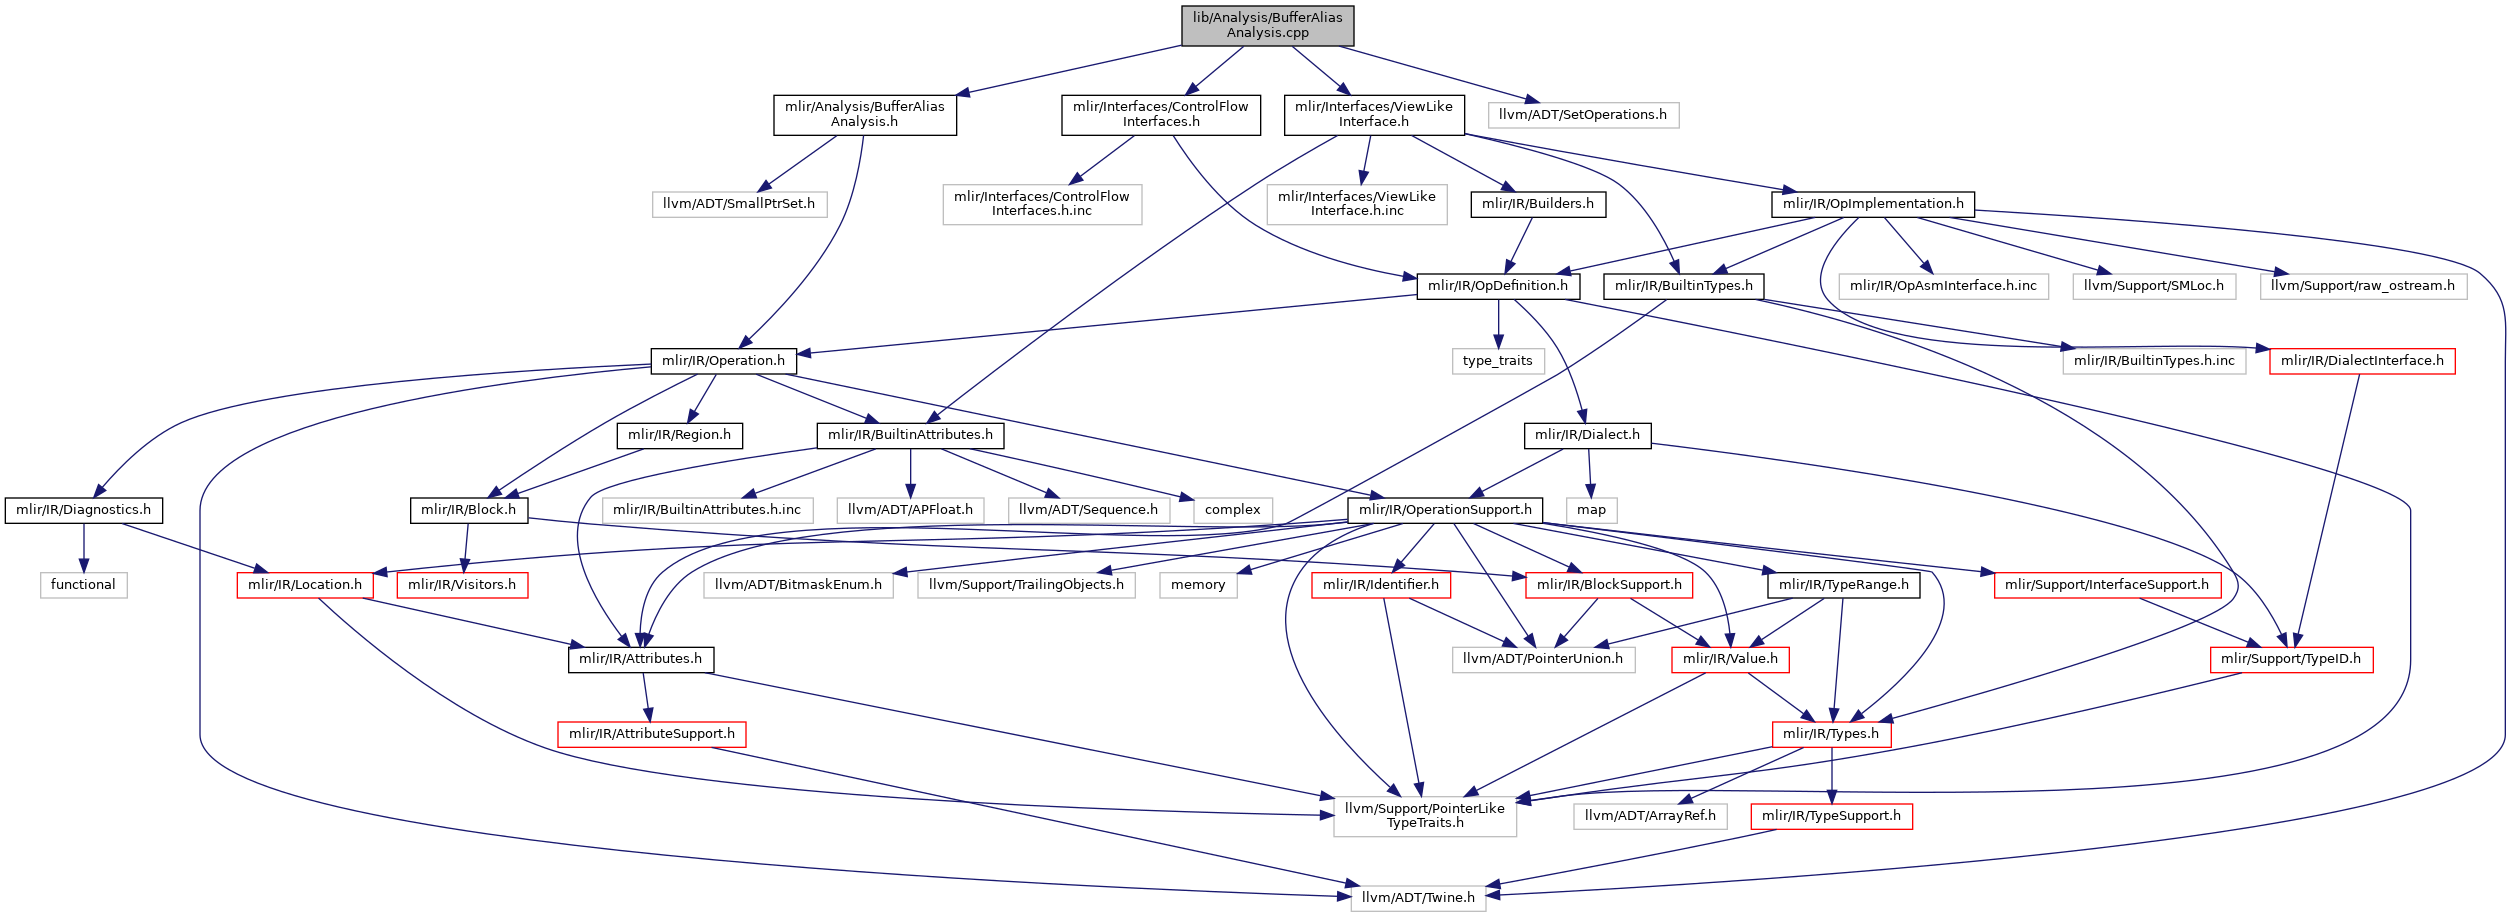 lib/Analysis/BufferAlias
Analysis.cpp
mlir/Analysis/BufferAlias
Analysis.h
mlir/Interfaces/ControlFlow
Interfaces.h
mlir/Interfaces/ViewLike
Interface.h
llvm/ADT/SetOperations.h
llvm/ADT/SmallPtrSet.h
mlir/Interfaces/ControlFlow
Interfaces.h.inc
mlir/Interfaces/ViewLike
Interface.h.inc
mlir/IR/Builders.h
mlir/IR/OpImplementation.h
mlir/IR/OpDefinition.h
mlir/IR/BuiltinTypes.h
mlir/IR/OpAsmInterface.h.inc
llvm/Support/SMLoc.h
llvm/Support/raw_ostream.h
mlir/IR/Operation.h
type_traits
mlir/IR/BuiltinTypes.h.inc
mlir/IR/DialectInterface.h
mlir/IR/Region.h
mlir/IR/BuiltinAttributes.h
mlir/IR/Dialect.h
mlir/IR/Diagnostics.h
mlir/IR/Block.h
mlir/IR/BuiltinAttributes.h.inc
llvm/ADT/APFloat.h
llvm/ADT/Sequence.h
complex
mlir/IR/OperationSupport.h
map
functional
mlir/IR/Location.h
mlir/IR/Visitors.h
llvm/ADT/BitmaskEnum.h
llvm/Support/TrailingObjects.h
memory
mlir/IR/Identifier.h
mlir/IR/BlockSupport.h
mlir/IR/TypeRange.h
mlir/Support/InterfaceSupport.h
mlir/IR/Attributes.h
llvm/ADT/PointerUnion.h
mlir/IR/Value.h
mlir/Support/TypeID.h
mlir/IR/AttributeSupport.h
mlir/IR/Types.h
llvm/Support/PointerLike
TypeTraits.h
llvm/ADT/ArrayRef.h
mlir/IR/TypeSupport.h
llvm/ADT/Twine.h